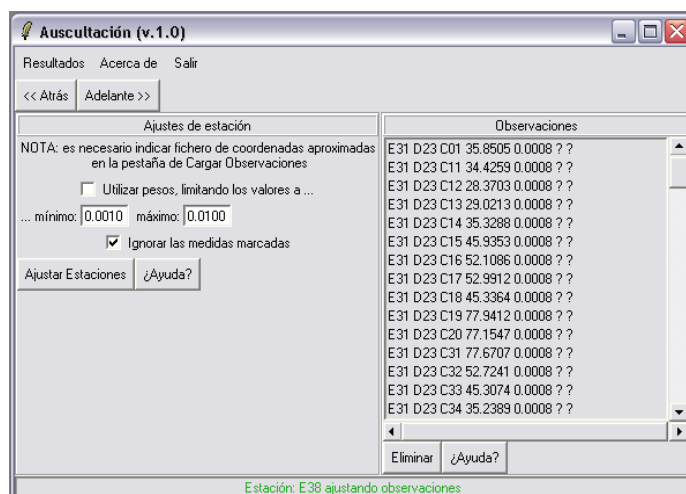 Auscultación (v.1.0)
Resultados Acerca de Salir
<< Atrás Adelante >>
Ajustes de estación
NOTA: es necesario indicar fichero de coordenadas aproximadas
en la pestaña de Cargar Observaciones
Utilizar pesos, limitando los valores a ...
... mínimo: 0.0010 máximo: 0.0100
Ignorar las medidas marcadas
Ajustar Estaciones ¿Ayuda?
Observaciones
E31 D23 C01 35.8505 0.0008 ? ?
E31 D23 C11 34.4259 0.0008 ? ?
E31 D23 C12 28.3703 0.0008 ? ?
E31 D23 C13 29.0213 0.0008 ? ?
E31 D23 C14 35.3288 0.0008 ? ?
E31 D23 C15 45.9353 0.0008 ? ?
E31 D23 C16 52.1086 0.0008 ? ?
E31 D23 C17 52.9912 0.0008 ? ?
E31 D23 C18 45.3364 0.0008 ? ?
E31 D23 C19 77.9412 0.0008 ? ?
E31 D23 C20 77.1547 0.0008 ? ?
E31 D23 C31 77.6707 0.0008 ? ?
E31 D23 C32 52.7241 0.0008 ? ?
E31 D23 C33 45.3074 0.0008 ? ?
E31 D23 C34 35.2389 0.0008 ? ?
Eliminar ¿Ayuda?
Estación: E38 ajustando observaciones